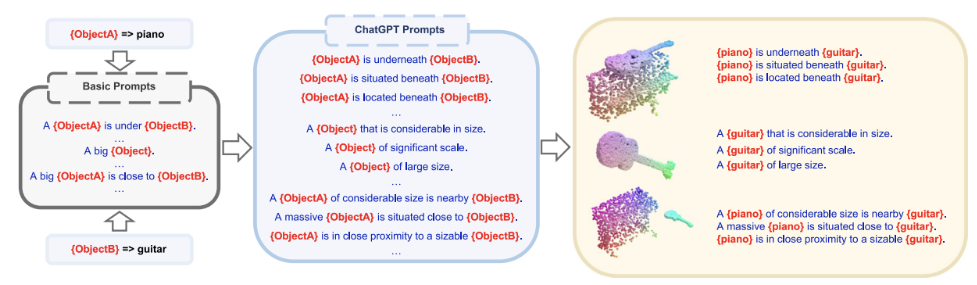 {ObjectA} => piano
Basic Prompts
A {ObjectA} is under {ObjectB}.
...
A big {Object}.
...
A big {ObjectA} is close to {ObjectB}.
...
{ObjectB} => guitar
ChatGPT Prompts
{ObjectA} is underneath {ObjectB}.
{ObjectA} is situated beneath {ObjectB}.
{ObjectA} is located beneath {ObjectB}.
...
A {Object} that is considerable in size.
A {Object} of significant scale.
A {Object} of large size.
...
A {ObjectA} of considerable size is nearby {ObjectB}.
A massive {ObjectA} is situated close to {ObjectB}.
{ObjectA} is in close proximity to a sizable {ObjectB}.
...
{piano} is underneath {guitar}.
{piano} is situated beneath {guitar}.
{piano} is located beneath {guitar}.
A {guitar} that is considerable in size.
A {guitar} of significant scale.
A {guitar} of large size.
A {piano} of considerable size is nearby {guitar}.
A massive {piano} is situated close to {guitar}.
{piano} is in close proximity to a sizable {guitar}.